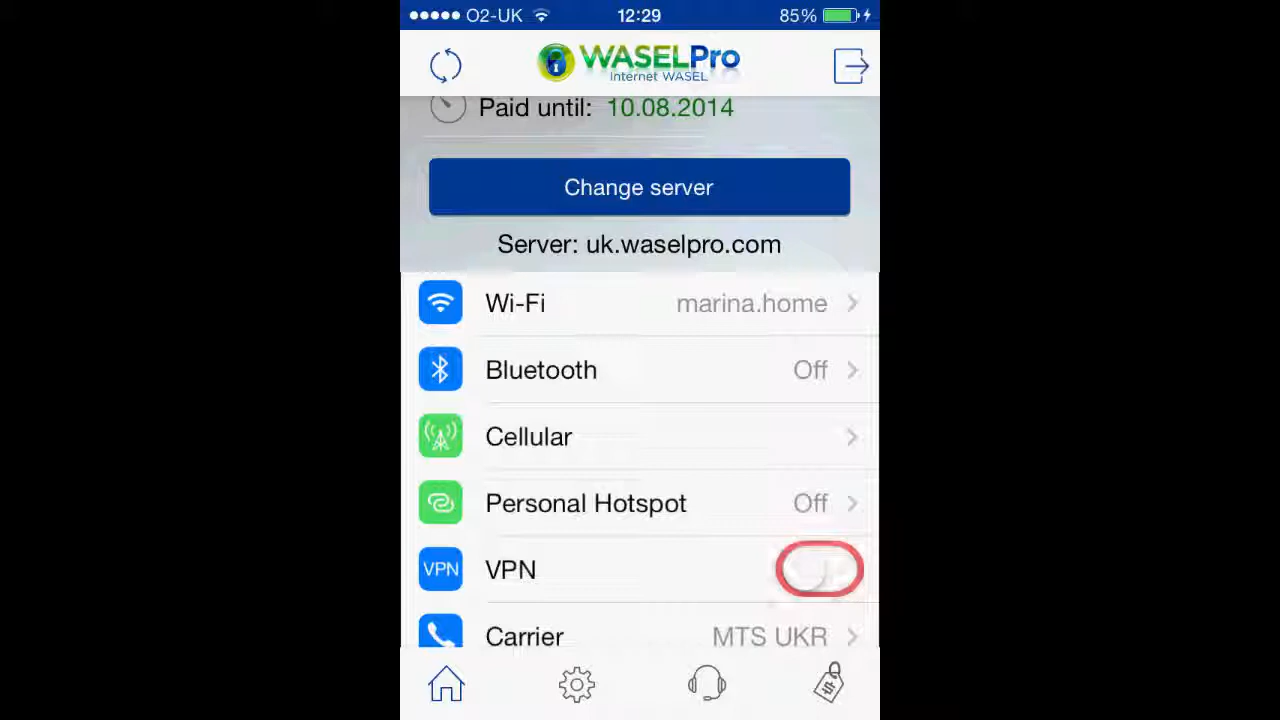 O2-UK 12:29 85%
WASELPro
Internet WASEL
Paid until: 10.08.2014
Change server
Server: uk.waselpro.com
Wi-Fi marina.home
Bluetooth Off
Cellular
Personal Hotspot Off
VPN VPN
Carrier MTS UKR